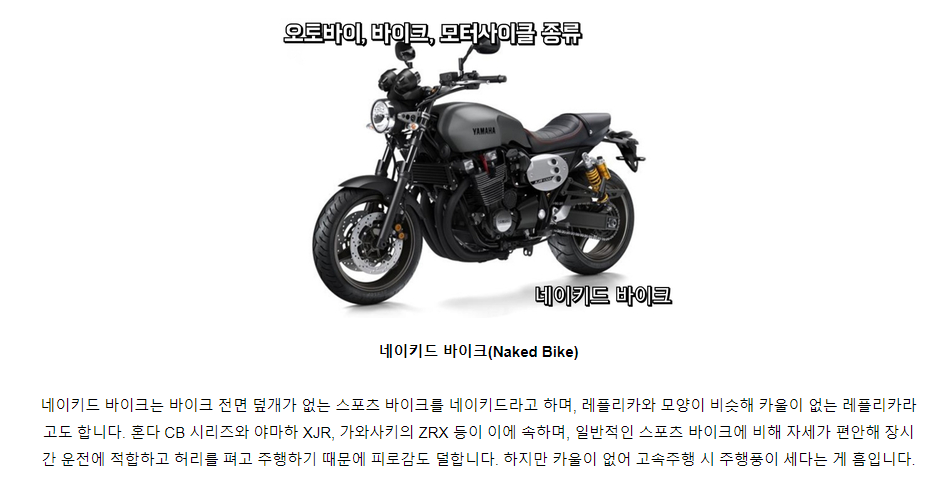 오토바이, 바이크, 모터사이클 종류
YAMAHA
네이키드 바이크
네이키드 바이크(Naked Bike)
네이키드 바이크는 바이크 전면 덮개가 없는 스포츠 바이크를 네이키드라고 하며, 레플리카와 모양이 비슷해 카울이 없는 레플리카라
고도 합니다. 혼다 CB 시리즈와 야마하 XJR, 가와사키의 ZRX 등이 이에 속하며, 일반적인 스포츠 바이크에 비해 자세가 편안해 장시
간 운전에 적합하고 허리를 펴고 주행하기 때문에 피로감도 덜합니다. 하지만 카울이 없어 고속주행 시 주행풍이 세다는 게 흠입니다.